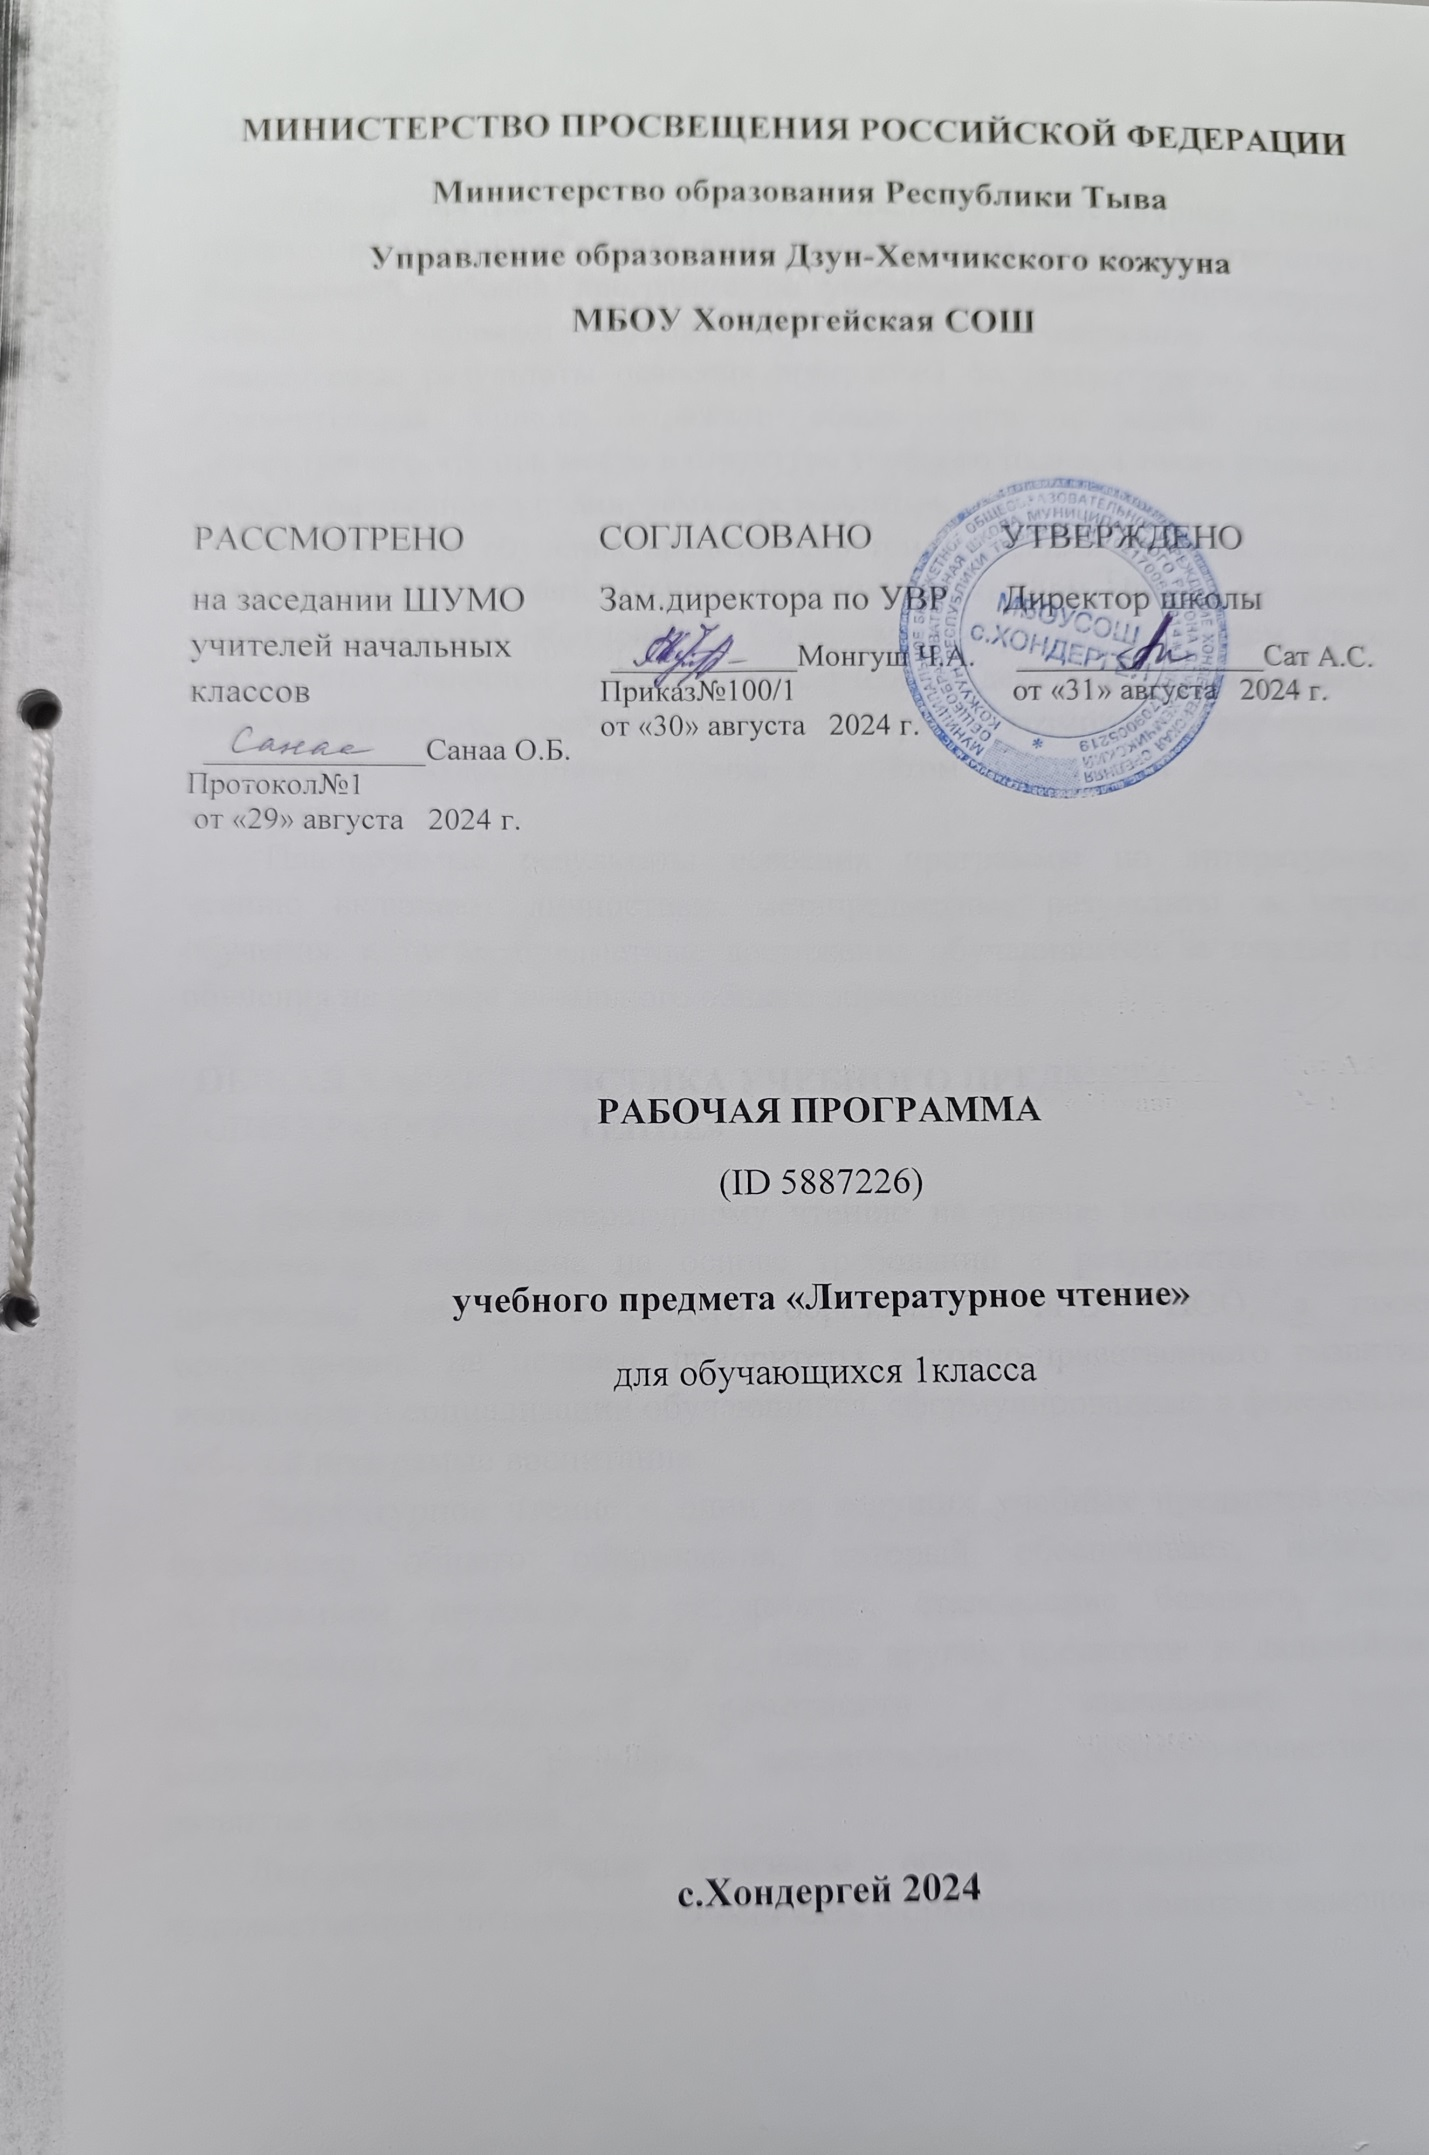 МИНИСТЕРСТВО ПРОСВЕЩЕНИЯ РОССИЙСКОЙ ФЕДЕРАЦИИ
Министерство образования Республики Тыва
Управление образования Дзун-Хемчикского кожууна
МБОУ Хондергейская СОШ
РАССМОТРЕНО
на заседании ШУМО
учителей начальных
классов
Санаа Санаа О.Б.
Протокол№1
от «29» августа 2024 г.
СОГЛАСОВАНО
Зам.директора по УВР
Монгуш Ч.А.
Приказ№100/1
от «30» августа 2024 г.
УТВЕРЖДЕНО
Директор школы
Сат А.С.
от «31» августа 2024 г.
МБОУСОШ
с.ХОНДЕРГЕЙ
РАБОЧАЯ ПРОГРАММА
(ID 5887226)
учебного предмета «Литературное чтение»
для обучающихся 1класса
с.Хондергей 2024